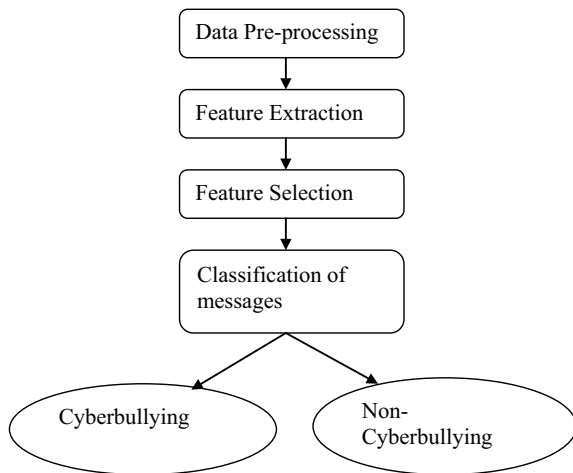 Data Pre-processing
Feature Extraction
Feature Selection
Classification of
messages
Cyberbullying
Non-
Cyberbullying